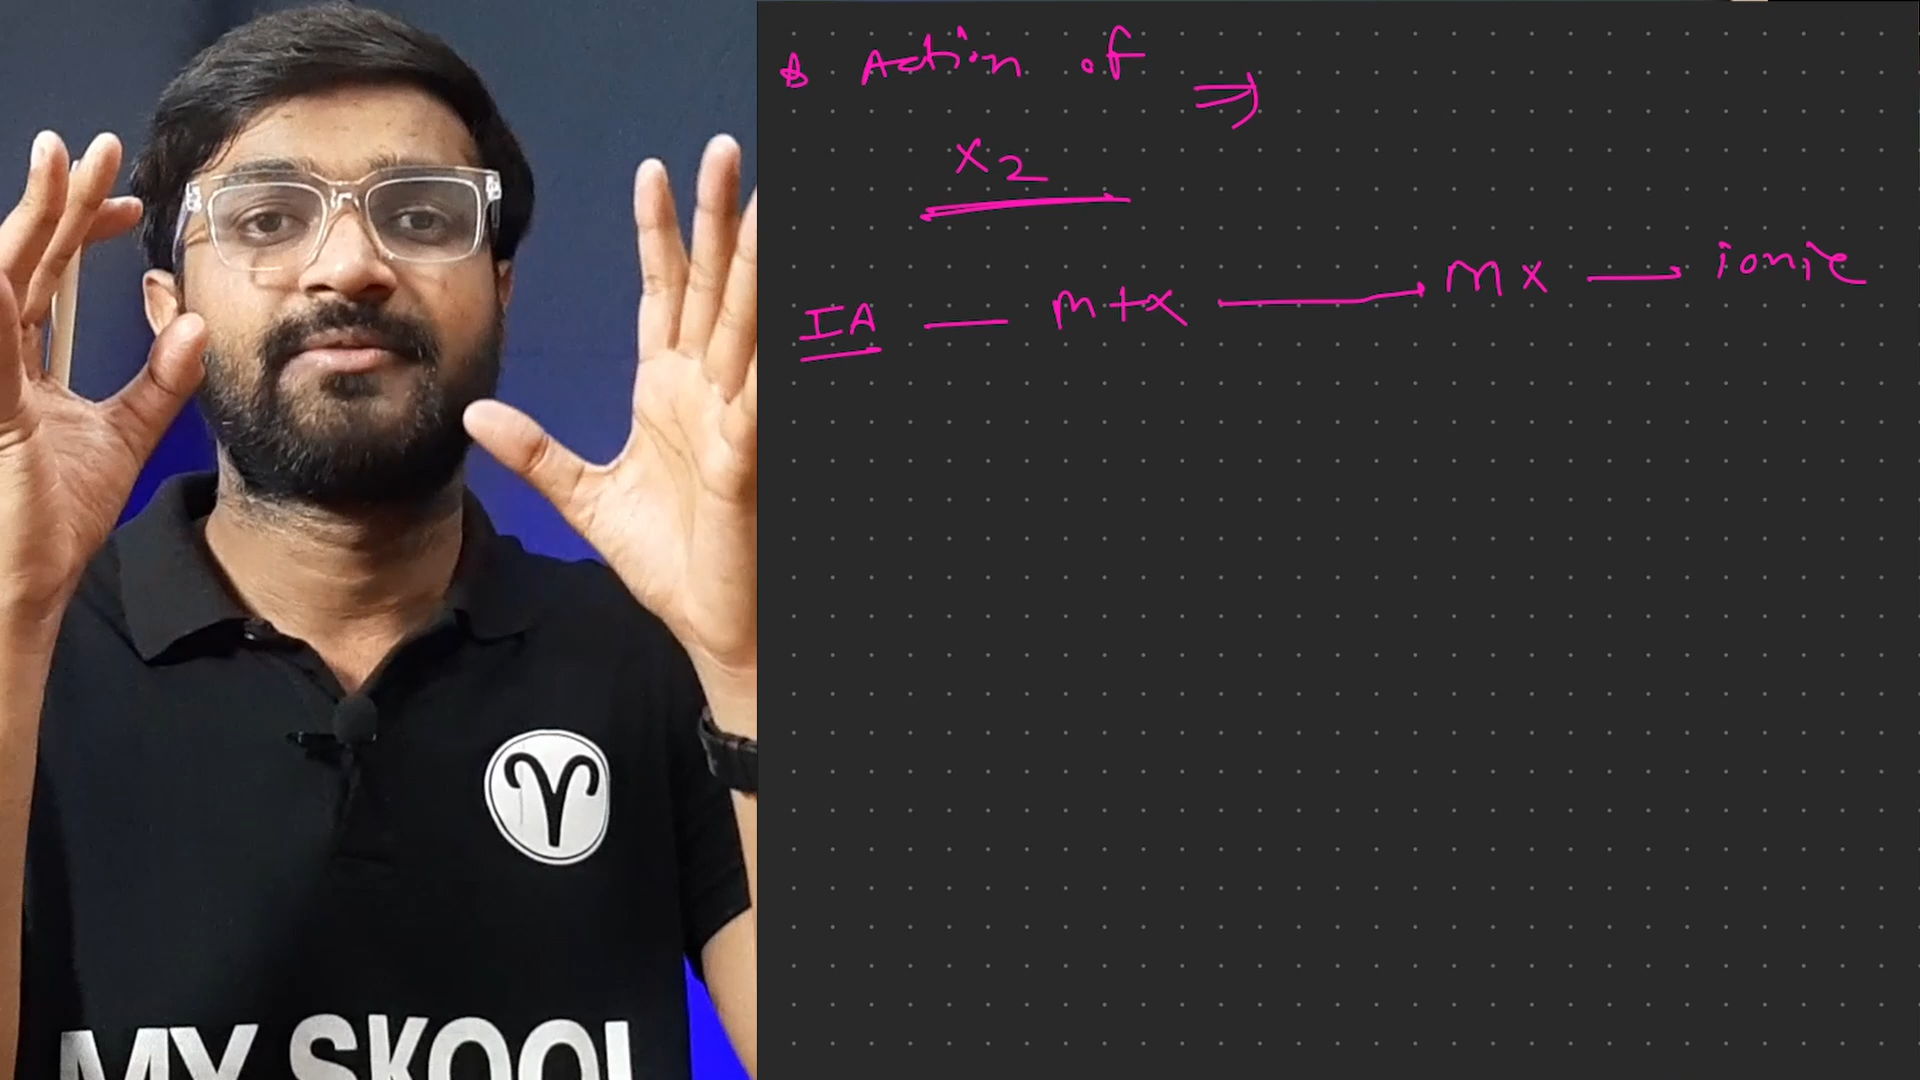 Action of ⇒
X2
IA — m+x ⟶ mx ⟶ ionic
MY SKOOL